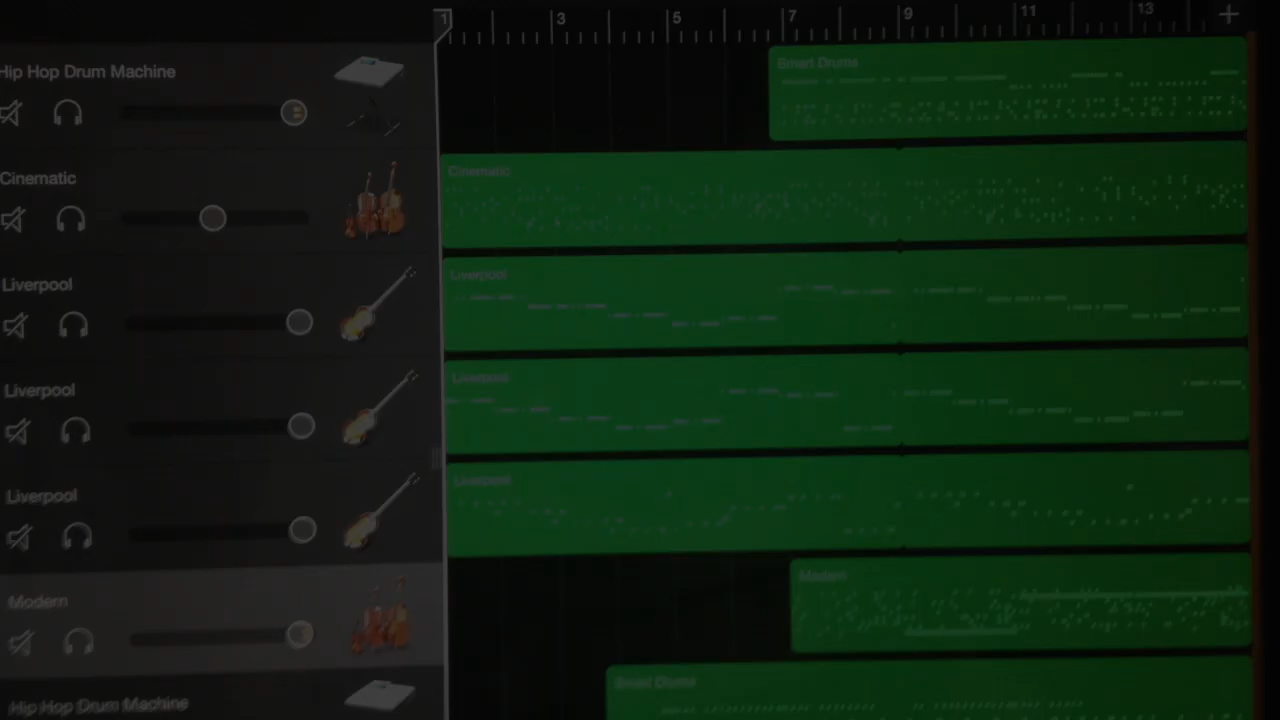 1 3 5 7 9 11 13
Hip Hop Drum Machine
Smart Drums
Cinematic
Cinematic
Liverpool
Liverpool
Liverpool
Liverpool
Liverpool
Liverpool
Modern
Modern
Hip Hop Drum Machine
Smart Drums